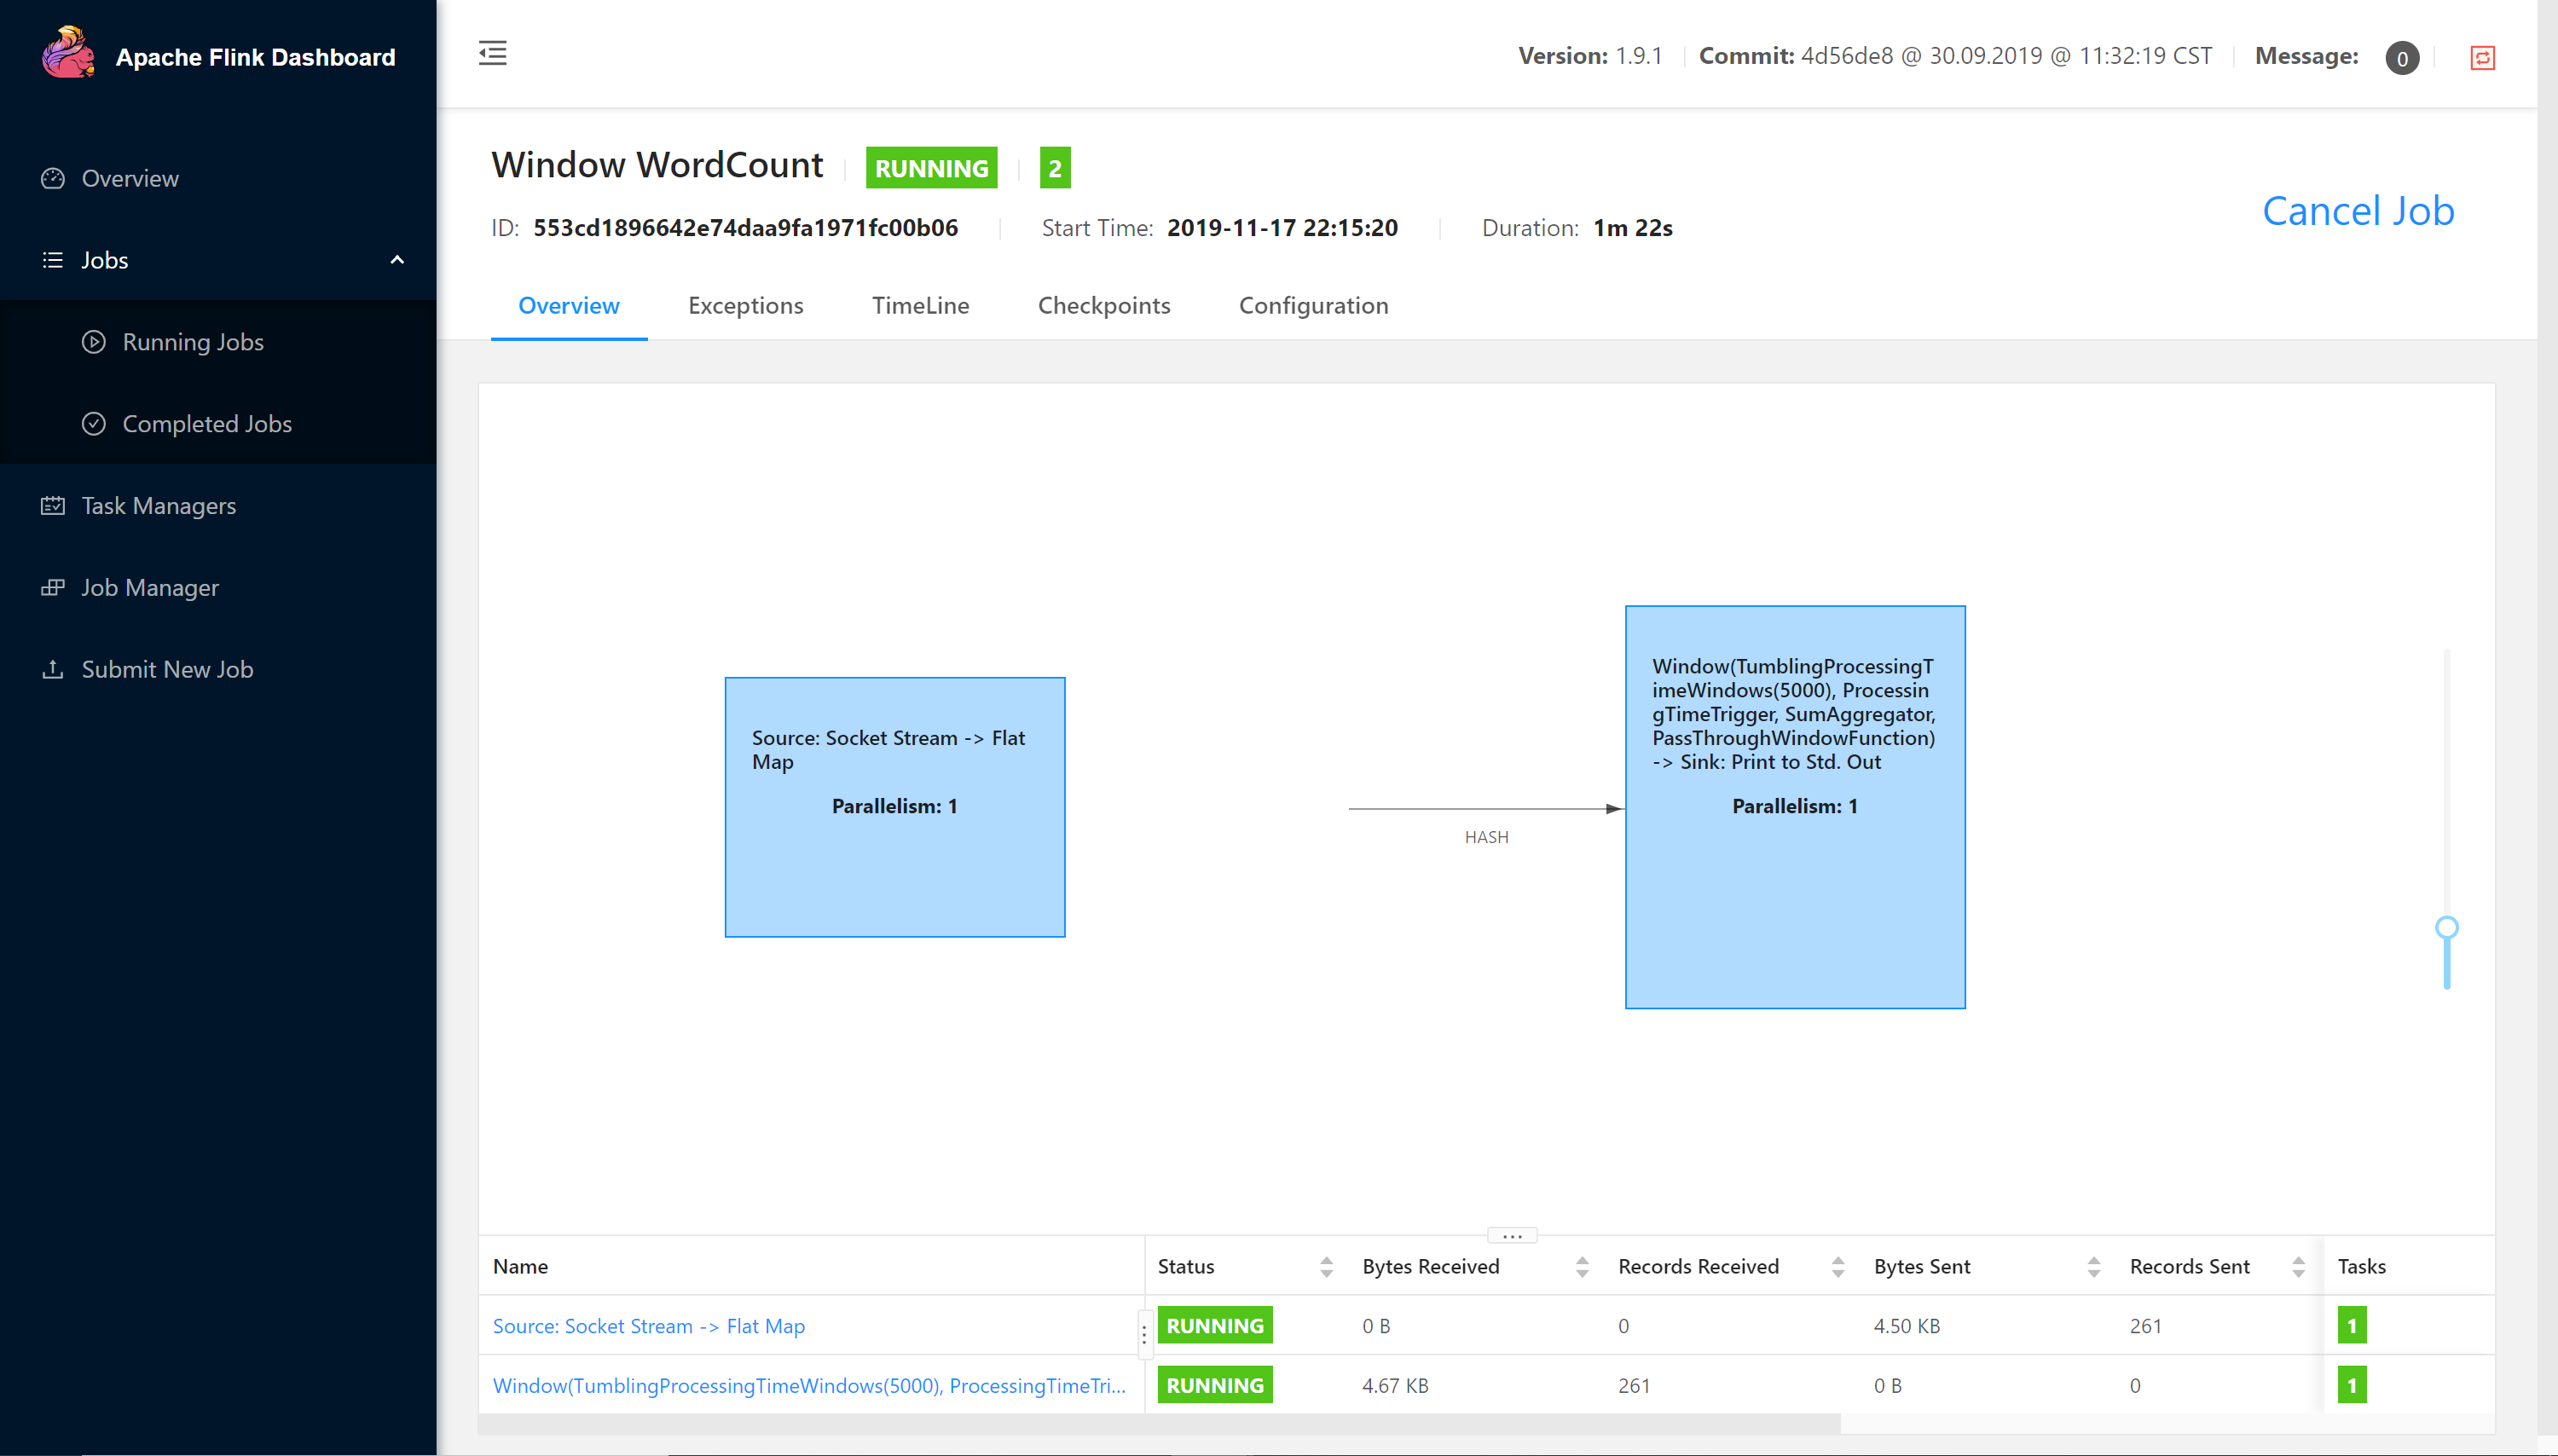 Apache Flink Dashboard
Version: 1.9.1 Commit: 4d56de8 @ 30.09.2019 @ 11:32:19 CST Message: 0
Overview
Jobs
Running Jobs
Completed Jobs
Task Managers
Job Manager
Submit New Job
Window WordCount RUNNING 2
Cancel Job
ID: 553cd1896642e74daa9fa1971fc00b06 Start Time: 2019-11-17 22:15:20 Duration: 1m 22s
Overview Exceptions TimeLine Checkpoints Configuration
Source: Socket Stream -> Flat
Map
Parallelism: 1
HASH
Window(TumblingProcessingT
imeWindows(5000), Processin
gTimeTrigger, SumAggregator,
PassThroughWindowFunction)
-> Sink: Print to Std. Out
Parallelism: 1
Name Status Bytes Received Records Received Bytes Sent Records Sent Tasks
Source: Socket Stream -> Flat Map RUNNING 0 B 0 4.50 KB 261 1
Window(TumblingProcessingTimeWindows(5000), ProcessingTimeTri... RUNNING 4.67 KB 261 0 B 0 1